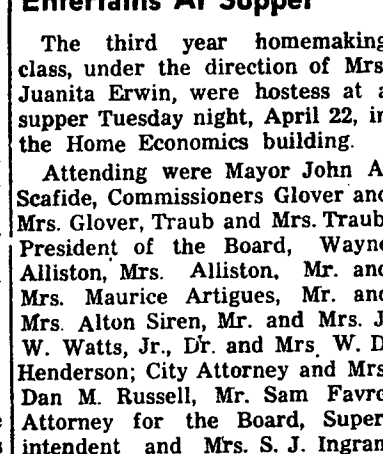 Entertains At Supper
The third year homemaking
class, under the direction of Mrs
Juanita Erwin, were hostess at a
supper Tuesday night, April 22, in
the Home Economics building.
Attending were Mayor John A
Scafide, Commissioners Glover and
Mrs. Glover, Traub and Mrs. Traub
President of the Board, Wayne
Alliston, Mrs. Alliston, Mr. and
Mrs. Maurice Artigues, Mr. and
Mrs. Alton Siren, Mr. and Mrs. J
W. Watts, Jr., Dr. and Mrs. W. D
Henderson; City Attorney and Mrs
Dan M. Russell, Mr. Sam Favre
Attorney for the Board, Super
intendent and Mrs. S. J. Ingram